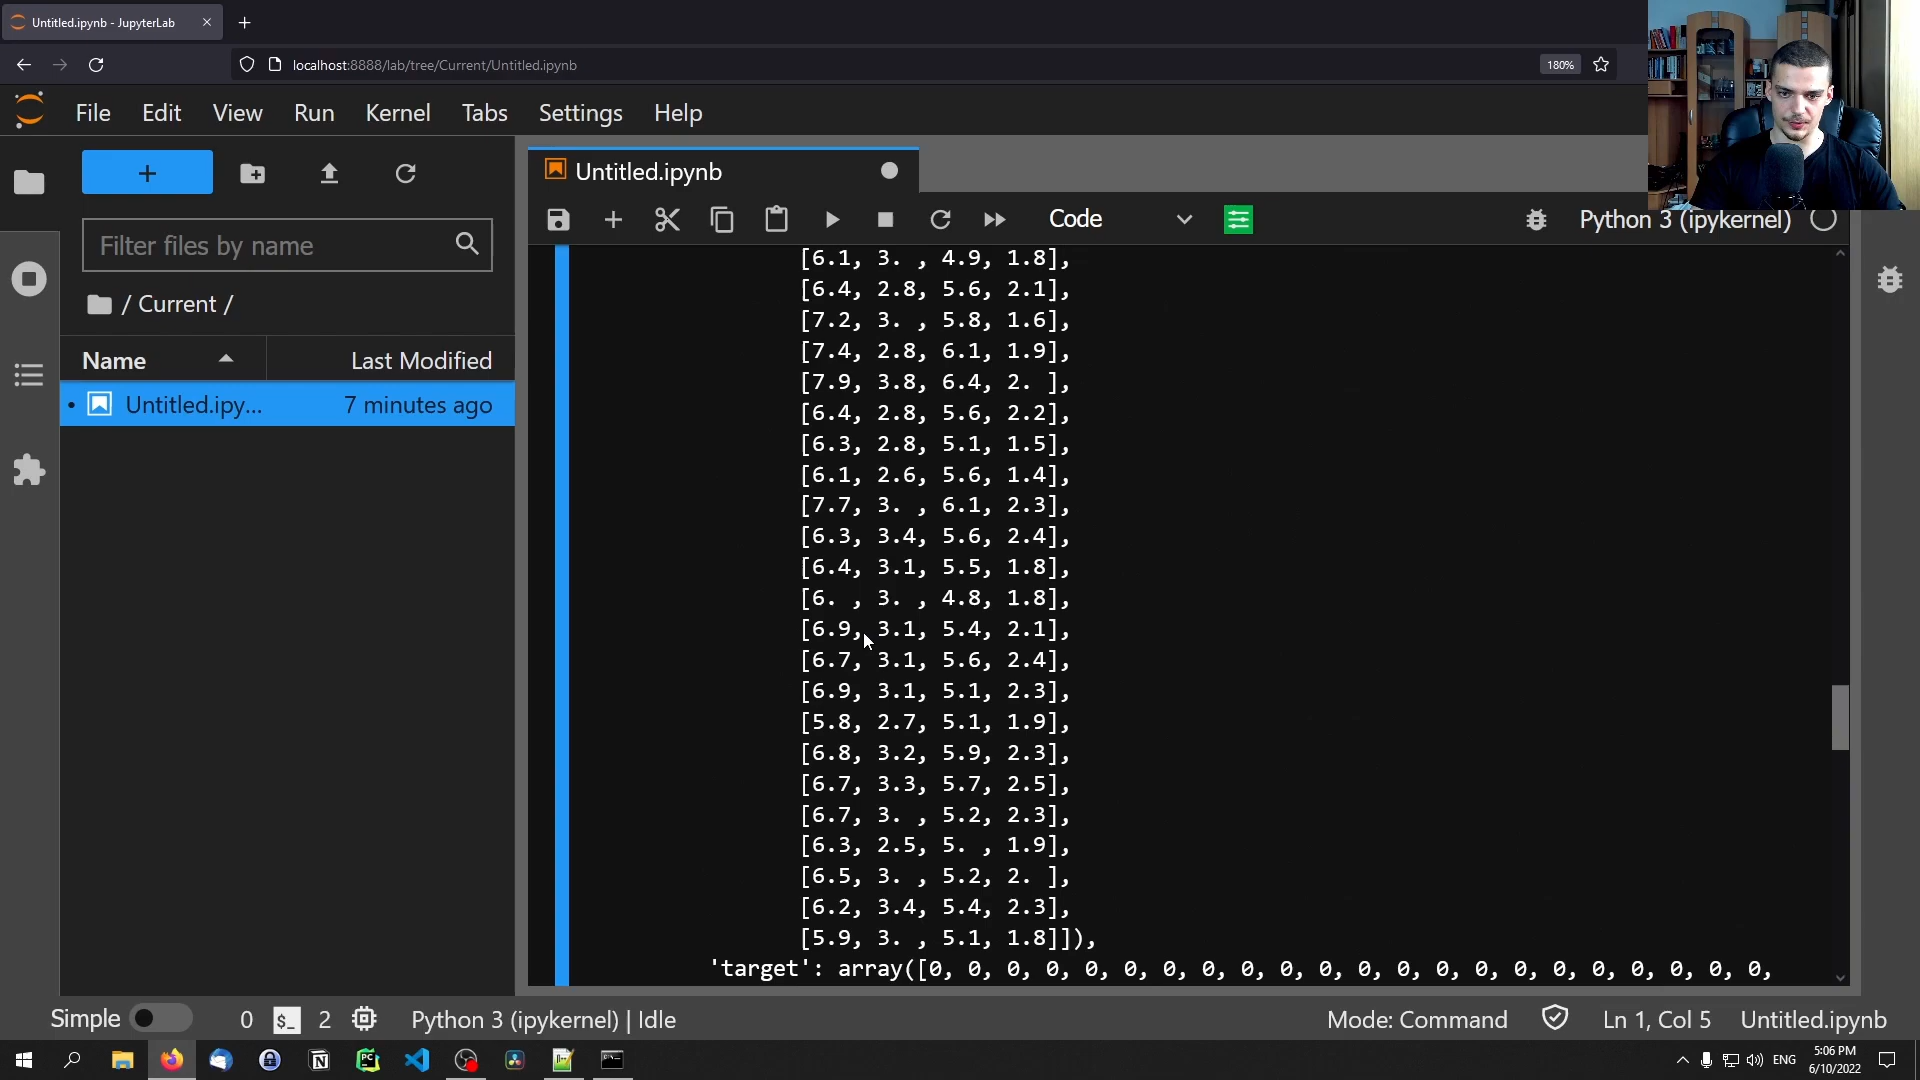 Untitled.ipynb - JupyterLab
localhost:8888/lab/tree/Current/Untitled.ipynb
180%
File Edit View Run Kernel Tabs Settings Help
Untitled.ipynb
Code
Python 3 (ipykernel)
Filter files by name
/ Current /
Name Last Modified
Untitled.ipy... 7 minutes ago
[6.1, 3. , 4.9, 1.8],
[6.4, 2.8, 5.6, 2.1],
[7.2, 3. , 5.8, 1.6],
[7.4, 2.8, 6.1, 1.9],
[7.9, 3.8, 6.4, 2. ],
[6.4, 2.8, 5.6, 2.2],
[6.3, 2.8, 5.1, 1.5],
[6.1, 2.6, 5.6, 1.4],
[7.7, 3. , 6.1, 2.3],
[6.3, 3.4, 5.6, 2.4],
[6.4, 3.1, 5.5, 1.8],
[6. , 3. , 4.8, 1.8],
[6.9, 3.1, 5.4, 2.1],
[6.7, 3.1, 5.6, 2.4],
[6.9, 3.1, 5.1, 2.3],
[5.8, 2.7, 5.1, 1.9],
[6.8, 3.2, 5.9, 2.3],
[6.7, 3.3, 5.7, 2.5],
[6.7, 3. , 5.2, 2.3],
[6.3, 2.5, 5. , 1.9],
[6.5, 3. , 5.2, 2. ],
[6.2, 3.4, 5.4, 2.3],
[5.9, 3. , 5.1, 1.8]]),
'target': array([0, 0, 0, 0, 0, 0, 0, 0, 0, 0, 0, 0, 0, 0, 0, 0, 0, 0, 0, 0, 0, 0,
Simple 0 $_ 2 Python 3 (ipykernel) | Idle
Mode: Command Ln 1, Col 5 Untitled.ipynb
ENG
5:06 PM
6/10/2022